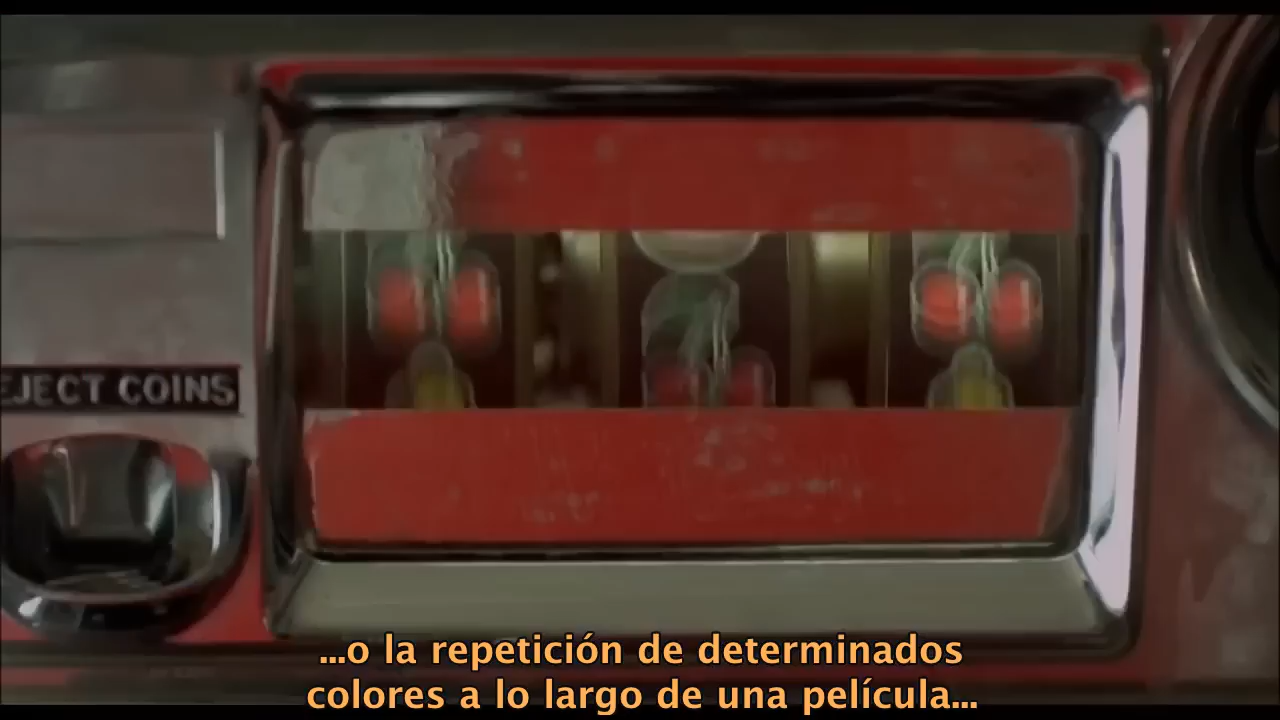 EJECT COINS
...o la repetición de determinados
colores a lo largo de una película...